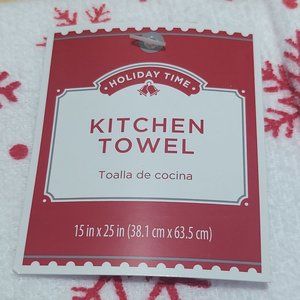 HOLIDAY TIME
KITCHEN
TOWEL
Toalla de cocina
15 in x 25 in (38.1 cm x 63.5 cm)